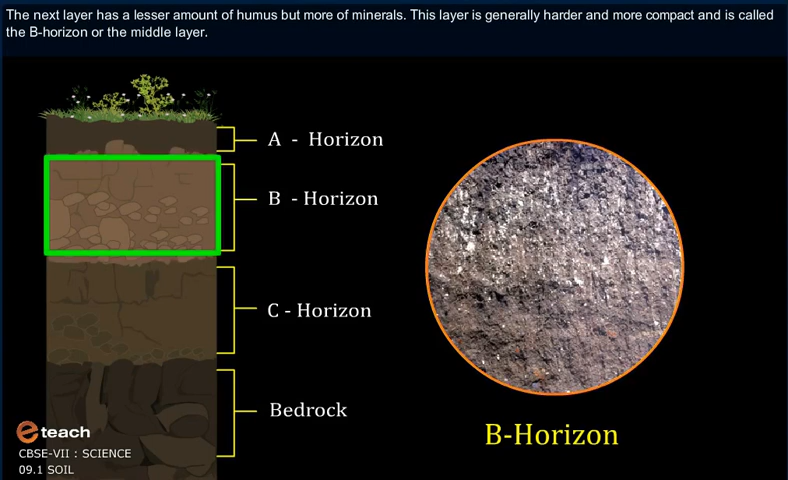 The next layer has a lesser amount of humus but more of minerals. This layer is generally harder and more compact and is called
the B-horizon or the middle layer.
A - Horizon
B - Horizon
C - Horizon
Bedrock
B-Horizon
e teach
CBSE-VII : SCIENCE
09.1 SOIL